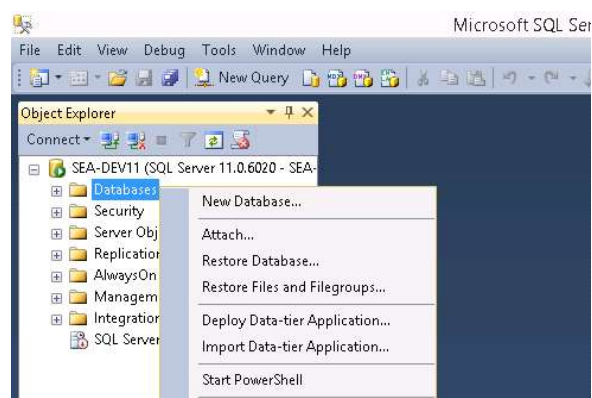 Microsoft SQL Ser
File Edit View Debug Tools Window Help
New Query
Object Explorer
Connect
SEA-DEV11 (SQL Server 11.0.6020 - SEA-
Databases
Security
Server Obj
Replication
AlwaysOn
Managem
Integration
SQL Server
New Database...
Attach...
Restore Database...
Restore Files and Filegroups...
Deploy Data-tier Application...
Import Data-tier Application...
Start PowerShell